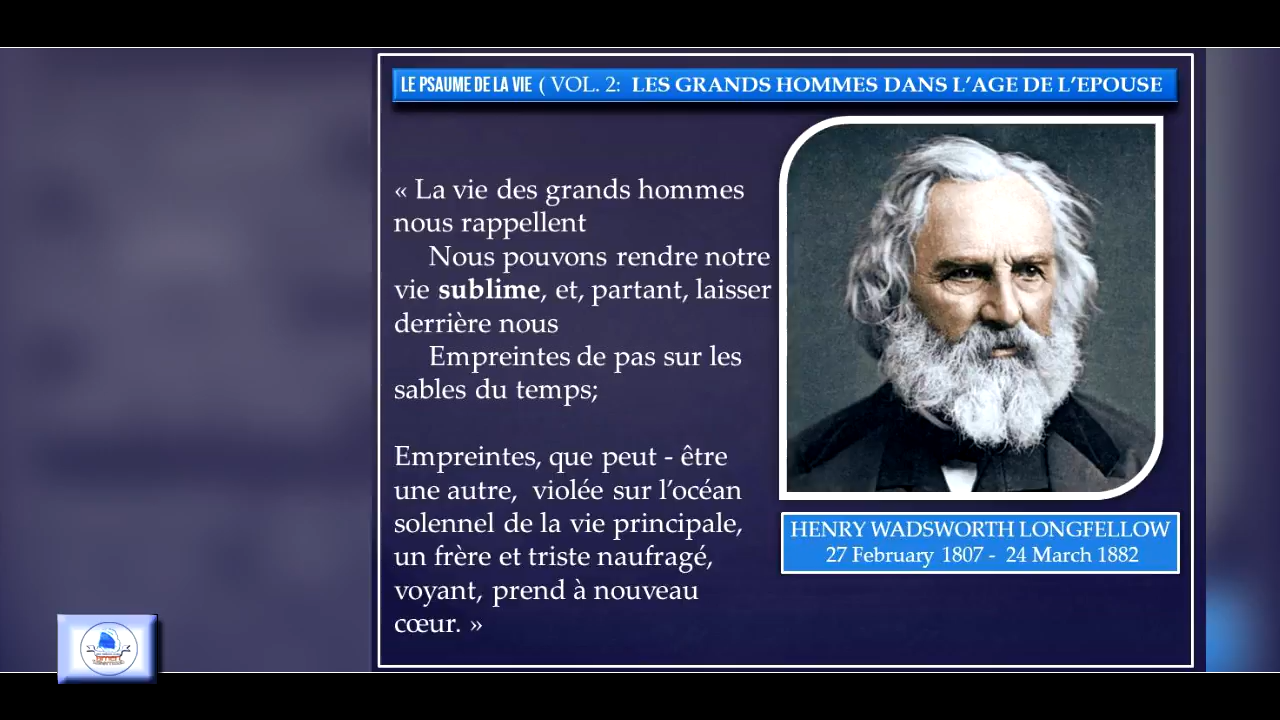 LE PSAUME DE LA VIE ( VOL. 2: LES GRANDS HOMMES DANS L’AGE DE L’EPOUSE
« La vie des grands hommes
nous rappellent
Nous pouvons rendre notre
vie sublime, et, partant, laisser
derrière nous
Empreintes de pas sur les
sables du temps;
Empreintes, que peut - être
une autre, violée sur l’océan
solennel de la vie principale,
un frère et triste naufragé,
voyant, prend à nouveau
cœur. »
HENRY WADSWORTH LONGFELLOW
27 February 1807 - 24 March 1882